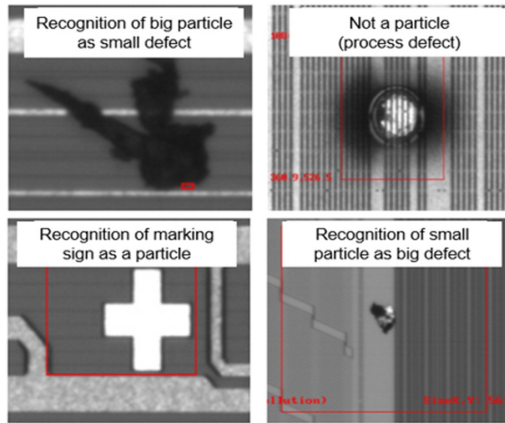 Recognition of big particle
as small defect
Not a particle
(process defect)
Recognition of marking
sign as a particle
Recognition of small
particle as big defect